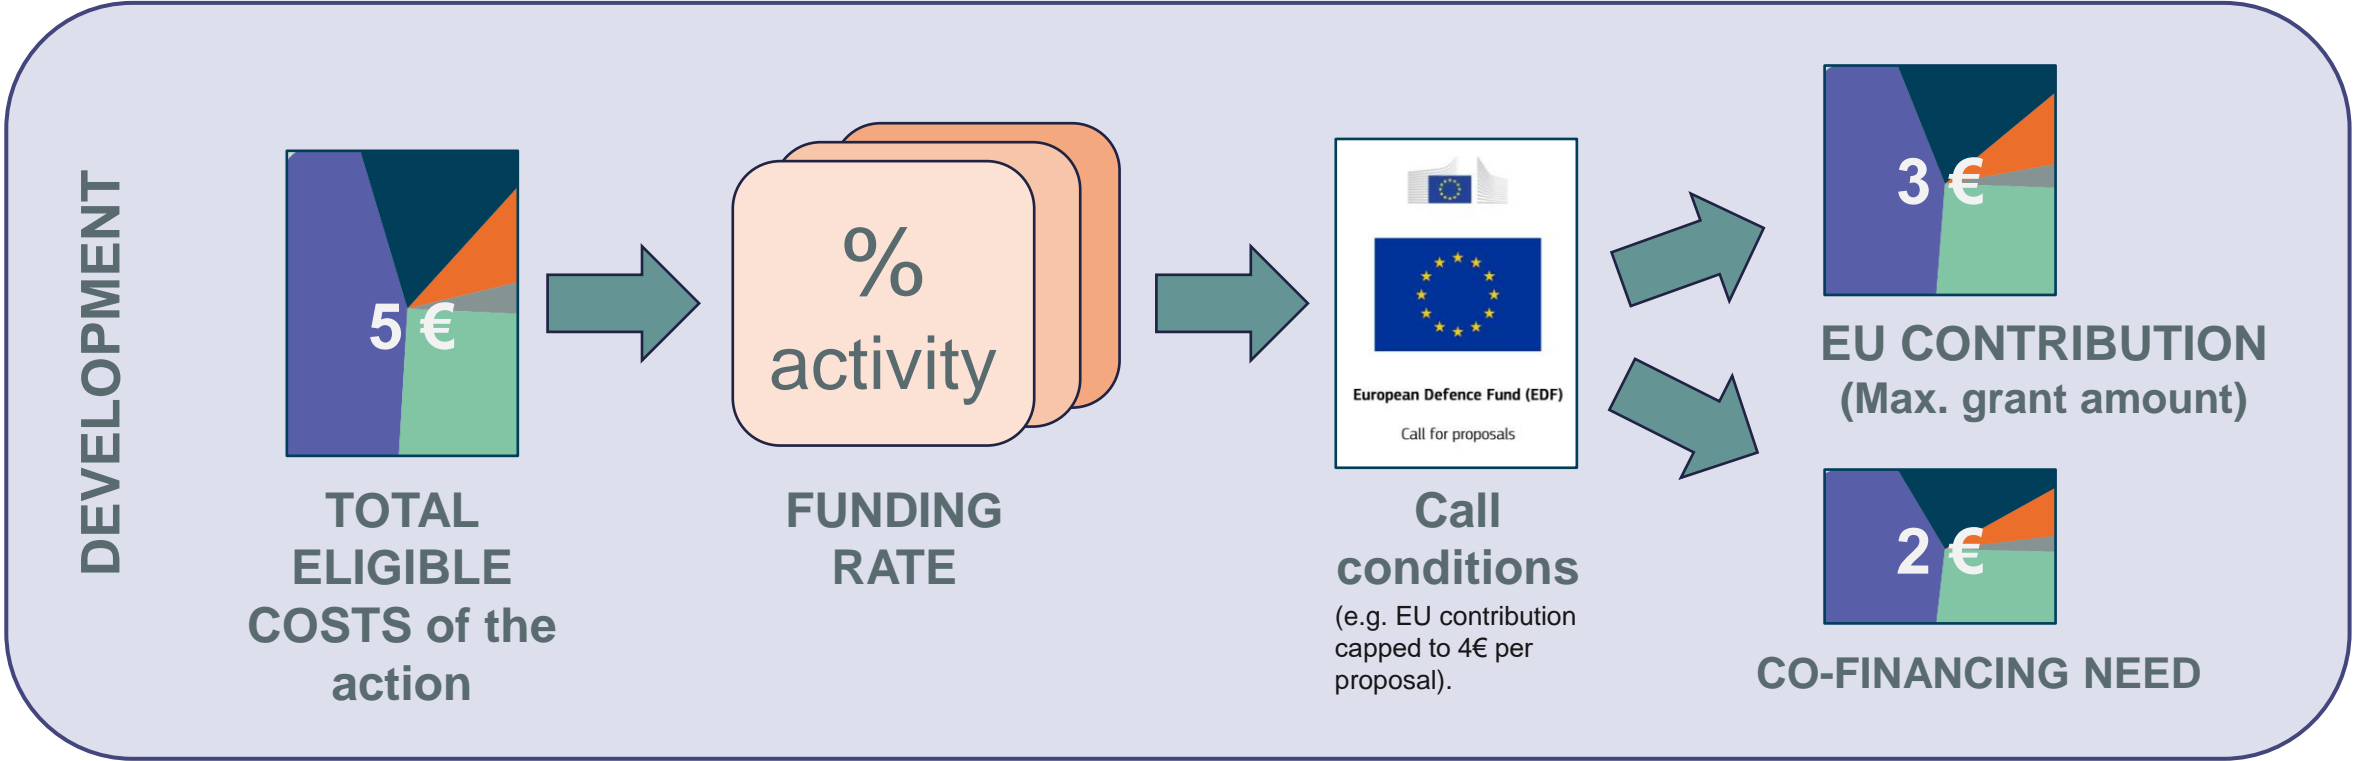 DEVELOPMENT
5 €
TOTAL
ELIGIBLE
COSTS of the
action
%
activity
FUNDING
RATE
European Defence Fund (EDF)
Call for proposals
Call
conditions
(e.g. EU contribution
capped to 4€ per
proposal).
3 €
EU CONTRIBUTION
(Max. grant amount)
2 €
CO-FINANCING NEED